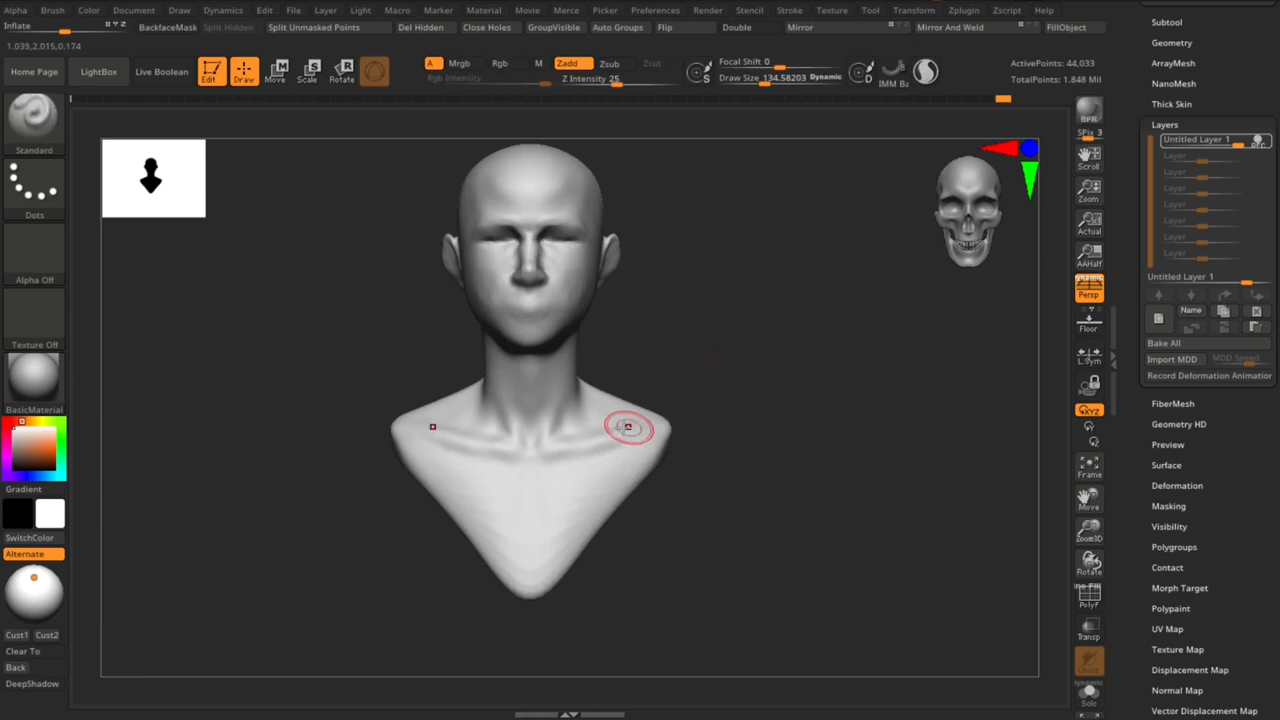 Alpha Brush Color Document Draw Dynamics Edit File Layer Light Macro Marker Material Movie Merce Picker Preferences Render Stencil Stroke Texture Tool Transform Zplugin Zscript Help
Inflate BackfaceMask Split Hidden Split Unmasked Points Del Hidden Close Holes GroupVisible Auto Groups Flip Double Mirror Mirror And Weld FillObject
1.039,2.015,0.174
Home Page LightBox Live Boolean Edit Draw Move Scale Rotate
A Mrgb Rgb M Zadd Zsub Zcut
Rgb Intensity Z Intensity 25
Focal Shift 0
Draw Size 134.58203 Dynamic
S D IMM Ba
ActivePoints: 44,033
TotalPoints: 1.848 Mil
Standard
Dots
Alpha Off
Texture Off
BasicMaterial
Gradient
SwitchColor
Alternate
Cust1 Cust2
Clear To
Back
DeepShadow
BPR
SPix 3
Scroll
Zoom
Actual
AAHalf
Dynamic
Persp
Floor
L.Sym
XYZ
Y
Z
Frame
Move
Zoom3D
Rotate
PolyF
Transp
Ghost
Dynamic
Solo
Subtool
Geometry
ArrayMesh
NanoMesh
Thick Skin
Layers
Untitled Layer 1 REC
Layer
Layer
Layer
Layer
Layer
Layer
Layer
Untitled Layer 1
Name
Bake All
Import MDD MDD Speed
Record Deformation Animation
FiberMesh
Geometry HD
Preview
Surface
Deformation
Masking
Visibility
Polygroups
Contact
Morph Target
Polypaint
UV Map
Texture Map
Displacement Map
Normal Map
Vector Displacement Map